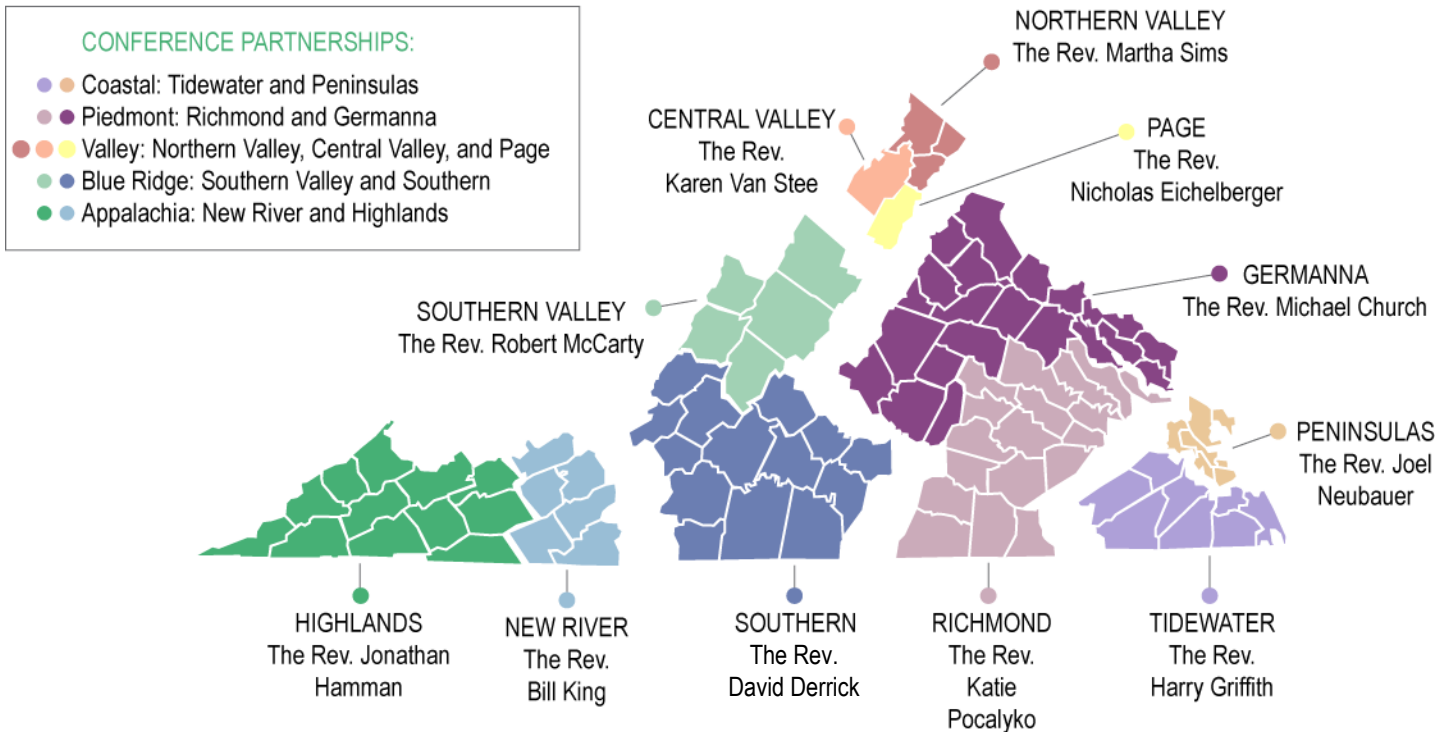 CONFERENCE PARTNERSHIPS:
Coastal: Tidewater and Peninsulas
Piedmont: Richmond and Germanna
Valley: Northern Valley, Central Valley, and Page
Blue Ridge: Southern Valley and Southern
Appalachia: New River and Highlands
NORTHERN VALLEY
The Rev. Martha Sims
CENTRAL VALLEY
The Rev.
Karen Van Stee
PAGE
The Rev.
Nicholas Eichelberger
GERMANNA
The Rev. Michael Church
SOUTHERN VALLEY
The Rev. Robert McCarty
PENINSULAS
The Rev. Joel
Neubauer
HIGHLANDS
The Rev. Jonathan
Hamman
NEW RIVER
The Rev.
Bill King
SOUTHERN
The Rev.
David Derrick
RICHMOND
The Rev.
Katie
Pocalyko
TIDEWATER
The Rev.
Harry Griffith